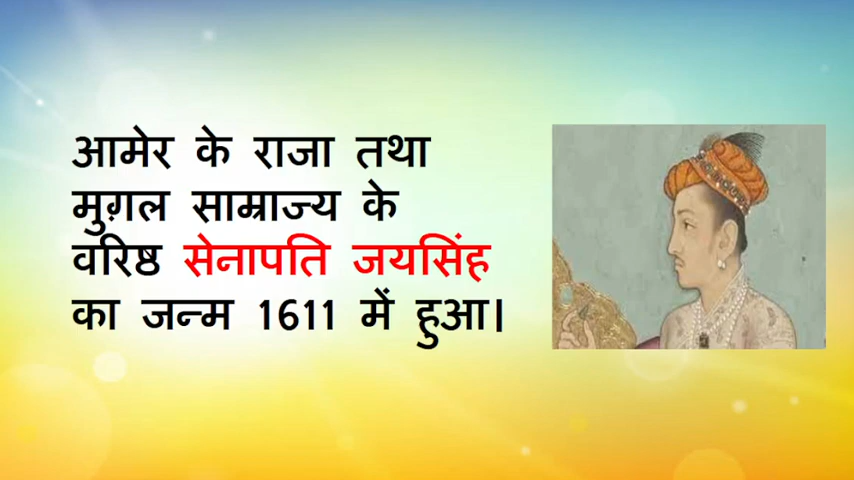 आमेर के राजा तथा
मुग़ल साम्राज्य के
वरिष्ठ सेनापति जयसिंह
का जन्म 1611 में हुआ।